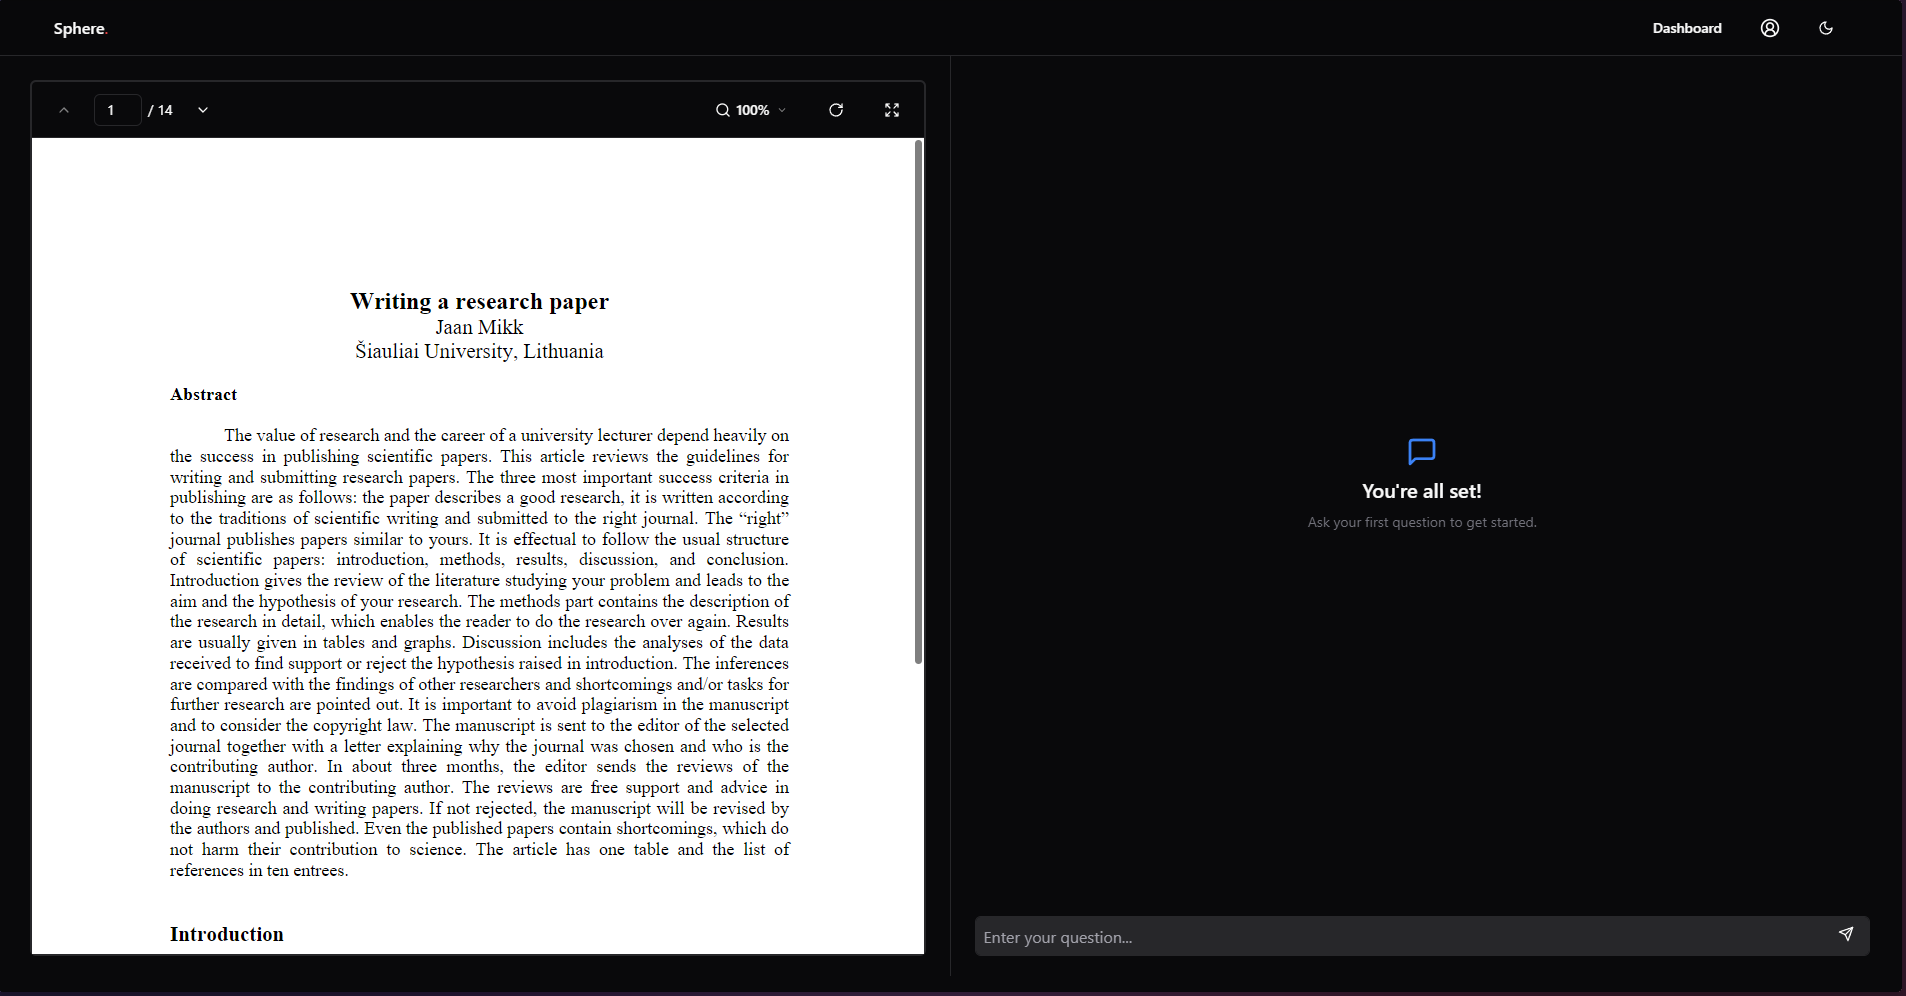 Sphere.
Dashboard
1 / 14
100%
Writing a research paper
Jaan Mikk
Šiauliai University, Lithuania
Abstract
The value of research and the career of a university lecturer depend heavily on
the success in publishing scientific papers. This article reviews the guidelines for
writing and submitting research papers. The three most important success criteria in
publishing are as follows: the paper describes a good research, it is written according
to the traditions of scientific writing and submitted to the right journal. The “right”
journal publishes papers similar to yours. It is effectual to follow the usual structure
of scientific papers: introduction, methods, results, discussion, and conclusion.
Introduction gives the review of the literature studying your problem and leads to the
aim and the hypothesis of your research. The methods part contains the description of
the research in detail, which enables the reader to do the research over again. Results
are usually given in tables and graphs. Discussion includes the analyses of the data
received to find support or reject the hypothesis raised in introduction. The inferences
are compared with the findings of other researchers and shortcomings and/or tasks for
further research are pointed out. It is important to avoid plagiarism in the manuscript
and to consider the copyright law. The manuscript is sent to the editor of the selected
journal together with a letter explaining why the journal was chosen and who is the
contributing author. In about three months, the editor sends the reviews of the
manuscript to the contributing author. The reviews are free support and advice in
doing research and writing papers. If not rejected, the manuscript will be revised by
the authors and published. Even the published papers contain shortcomings, which do
not harm their contribution to science. The article has one table and the list of
references in ten entrees.
Introduction
You're all set!
Ask your first question to get started.
Enter your question...